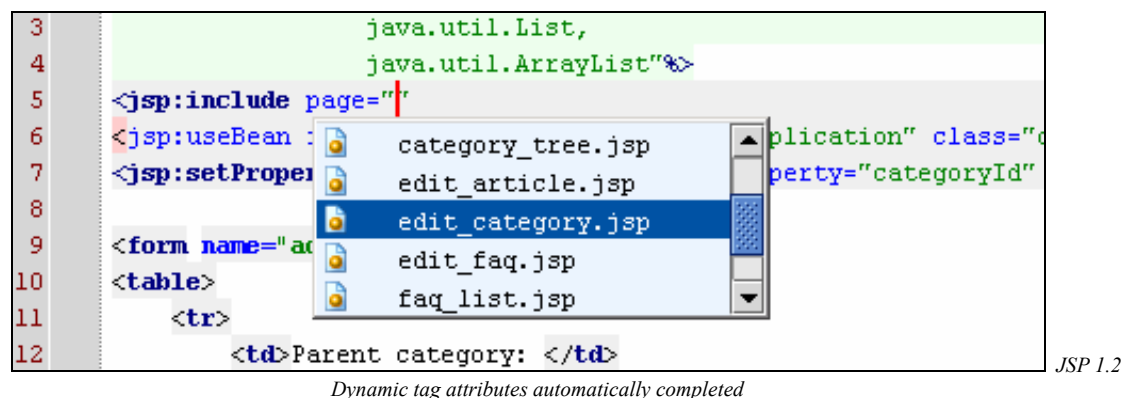 3 java.util.List,
4 java.util.ArrayList"%>
5 <jsp:include page=""
6 <jsp:useBean plication" class="
7 <jsp:setProper perty="categoryId"
8
9 <form name="ad
10 <table>
11 <tr>
12 <td>Parent category: </td>
category_tree.jsp
edit_article.jsp
edit_category.jsp
edit_faq.jsp
faq_list.jsp
JSP 1.2
Dynamic tag attributes automatically completed